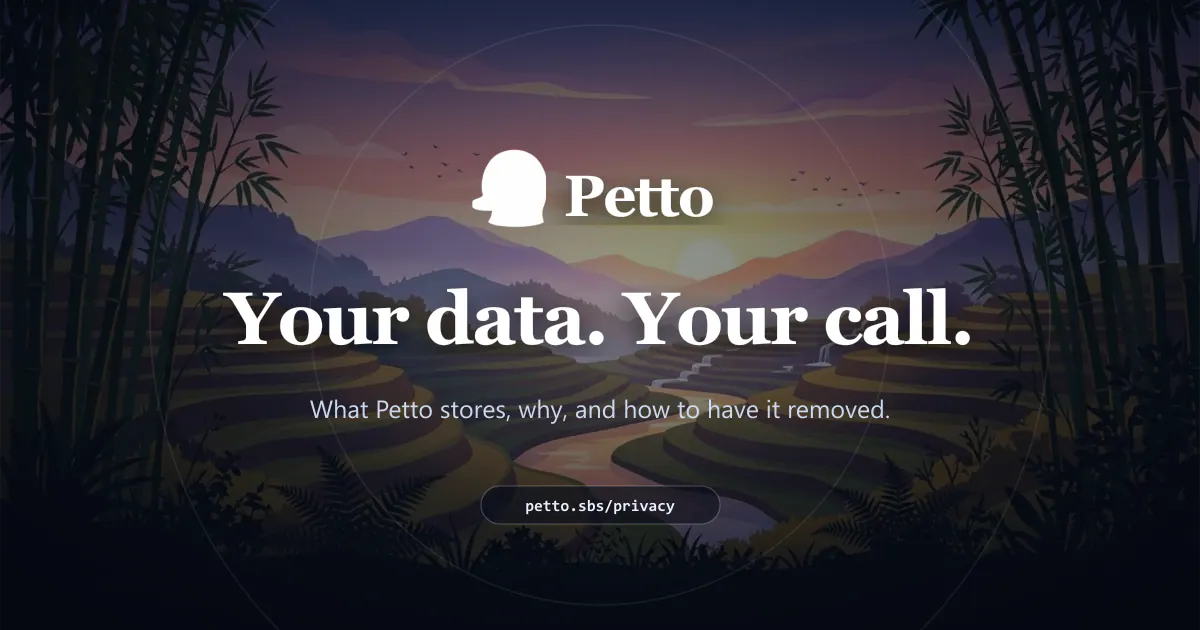 Petto
Your data. Your call.
What Petto stores, why, and how to have it removed.
petto.sbs/privacy